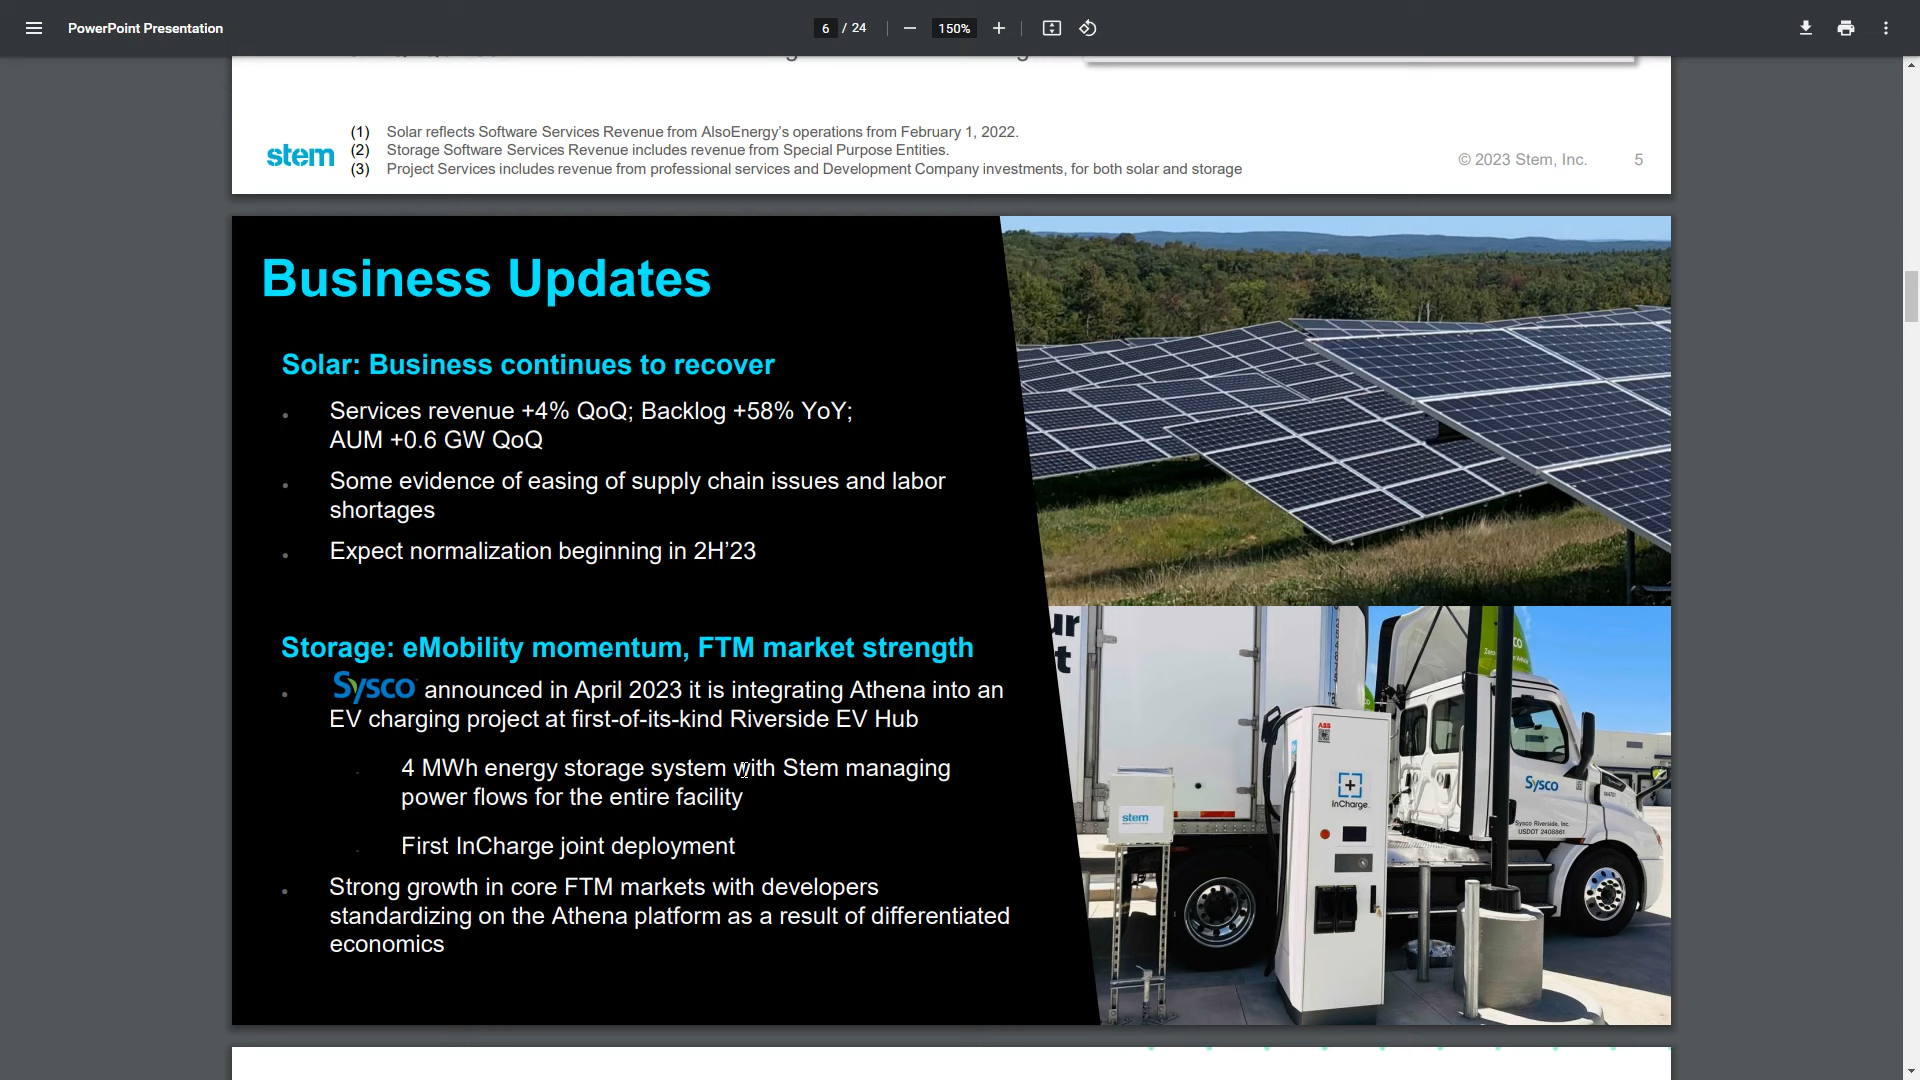 PowerPoint Presentation
6 / 24
150%
(1) Solar reflects Software Services Revenue from AlsoEnergy's operations from February 1, 2022.
stem
(2) Storage Software Services Revenue includes revenue from Special Purpose Entities.
(3) Project Services includes revenue from professional services and Development Company investments, for both solar and storage
© 2023 Stem, Inc. 5
Business Updates
Solar: Business continues to recover
Services revenue +4% QoQ; Backlog +58% YoY;
AUM +0.6 GW QoQ
Some evidence of easing of supply chain issues and labor
shortages
Expect normalization beginning in 2H’23
Storage: eMobility momentum, FTM market strength
Sysco announced in April 2023 it is integrating Athena into an
EV charging project at first-of-its-kind Riverside EV Hub
4 MWh energy storage system with Stem managing
power flows for the entire facility
First InCharge joint deployment
Strong growth in core FTM markets with developers
standardizing on the Athena platform as a result of differentiated
economics
ABB
InCharge
stem
Sysco
Sysco Riverside, Inc.
USDOT 2408861